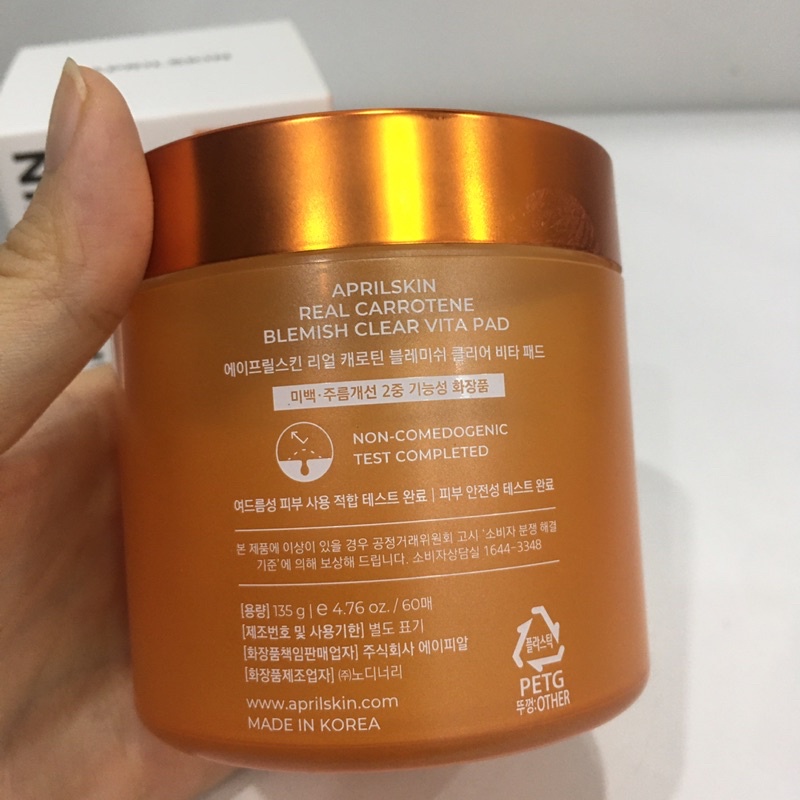 APRILSKIN
REAL CARROTENE
BLEMISH CLEAR VITA PAD
에이프릴스킨 리얼 캐로틴 블레미쉬 클리어 비타 패드
미백·주름개선 2중 기능성 화장품
NON-COMEDOGENIC
TEST COMPLETED
여드름성 피부 사용 적합 테스트 완료 | 피부 안전성 테스트 완료
본 제품에 이상이 있을 경우 공정거래위원회 고시 '소비자 분쟁 해결
기준'에 의해 보상해 드립니다. 소비자상담실 1644-3348
[용량] 135 g | e 4.76 oz. / 60매
[제조번호 및 사용기한] 별도 표기
[화장품책임판매업자] 주식회사 에이피알
[화장품제조업자] ㈜노디너리
www.aprilskin.com
MADE IN KOREA
플라스틱
PETG
뚜껑:OTHER